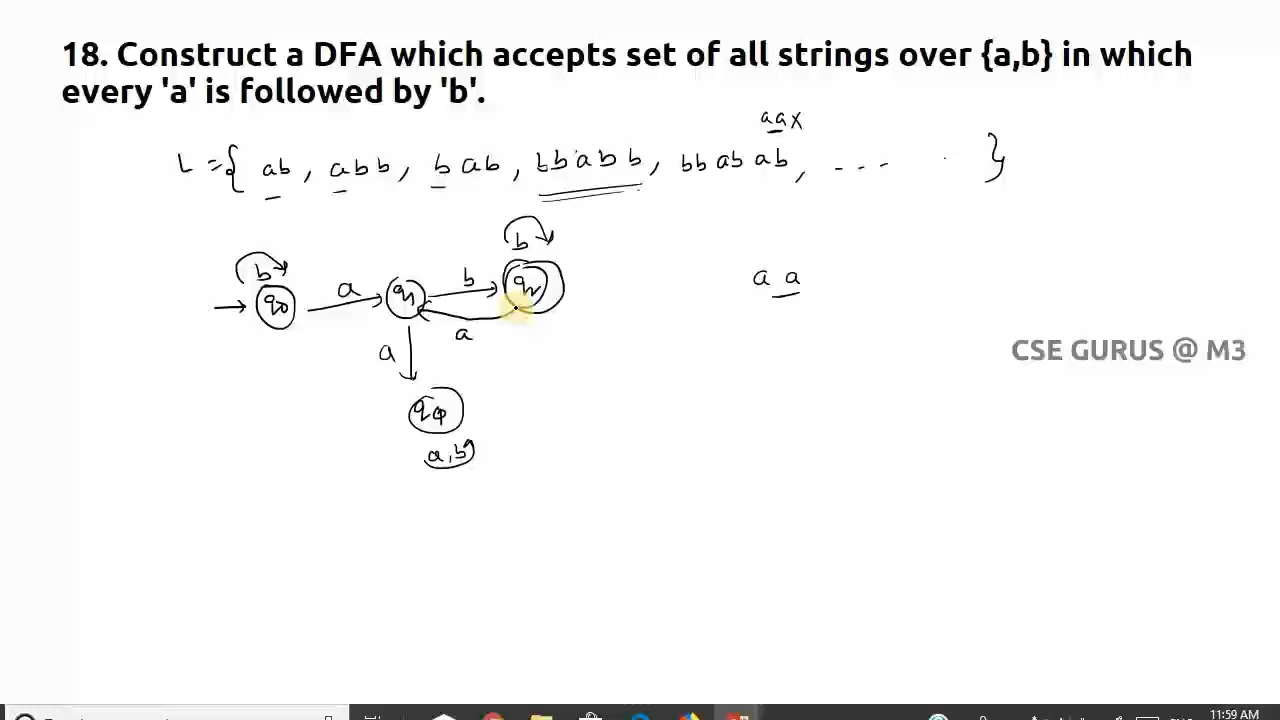 18. Construct a DFA which accepts set of all strings over {a,b} in which
every 'a' is followed by 'b'.
aax
L = { ab, abb, bab, bbabb, bbabab, --- }
b
b
q0 a q1 b q2
a a
a
CSE GURUS @ M3
qφ
a,b
11:59 AM